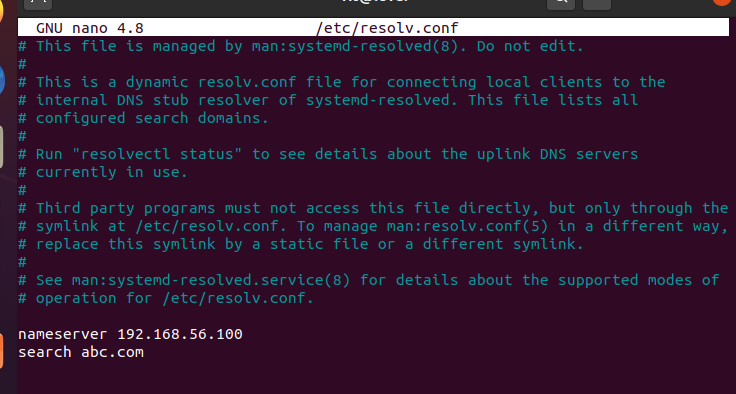 GNU nano 4.8 /etc/resolv.conf
# This file is managed by man:systemd-resolved(8). Do not edit.
#
# This is a dynamic resolv.conf file for connecting local clients to the
# internal DNS stub resolver of systemd-resolved. This file lists all
# configured search domains.
#
# Run "resolvectl status" to see details about the uplink DNS servers
# currently in use.
#
# Third party programs must not access this file directly, but only through the
# symlink at /etc/resolv.conf. To manage man:resolv.conf(5) in a different way,
# replace this symlink by a static file or a different symlink.
#
# See man:systemd-resolved.service(8) for details about the supported modes of
# operation for /etc/resolv.conf.
nameserver 192.168.56.100
search abc.com